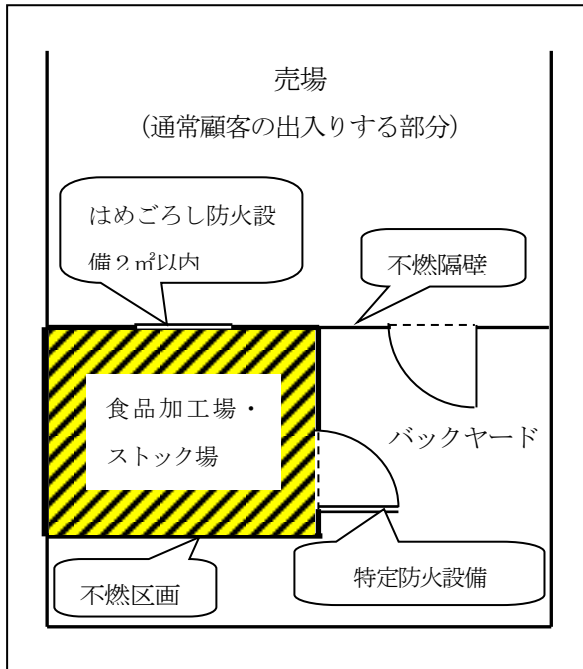 売場
（通常顧客の出入りする部分）
はめごろし防火設
備２㎡以内
不燃隔壁
食品加工場・
ストック場
バックヤード
不燃区画
特定防火設備